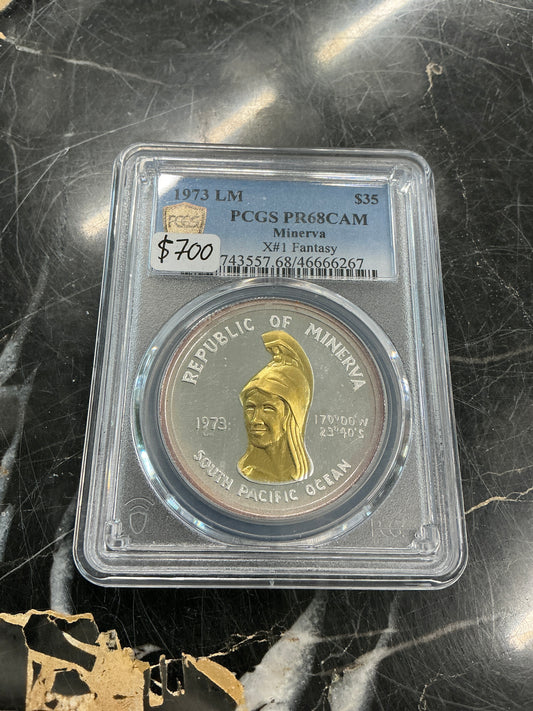 1973 LM $35
PCGS PR68CAM
Minerva
X#1 Fantasy
743557.68/46666267
PCGS
$700
REPUBLIC OF MINERVA
1973
179°00'W
23°40'S
SOUTH PACIFIC OCEAN